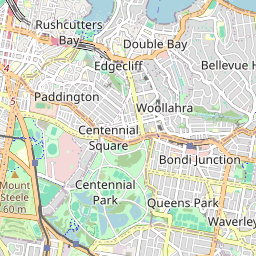 Rushcutters
Bay
Double Bay
Edgecliff
Bellevue H
Paddington
Woollahra
Centennial
Square
Bondi Junction
Mount
Steele
60 m
Centennial
Park
Queens Park
Waverley